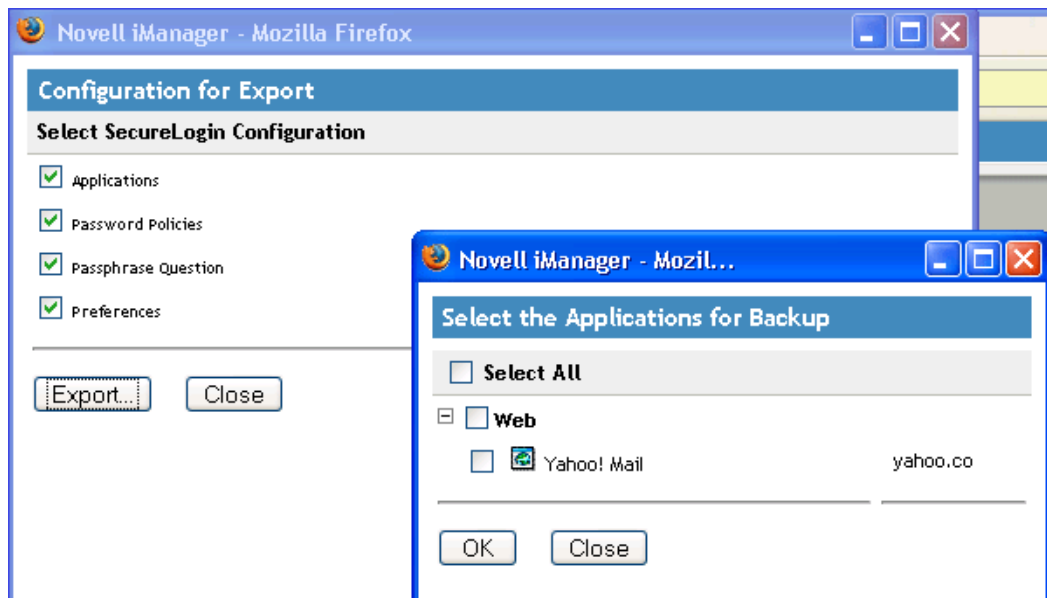 Novell iManager - Mozilla Firefox
Configuration for Export
Select SecureLogin Configuration
Applications
Password Policies
Passphrase Question
Preferences
Export...
Close
Novell iManager - Mozil...
Select the Applications for Backup
Select All
Web
Yahoo! Mail yahoo.co
OK
Close